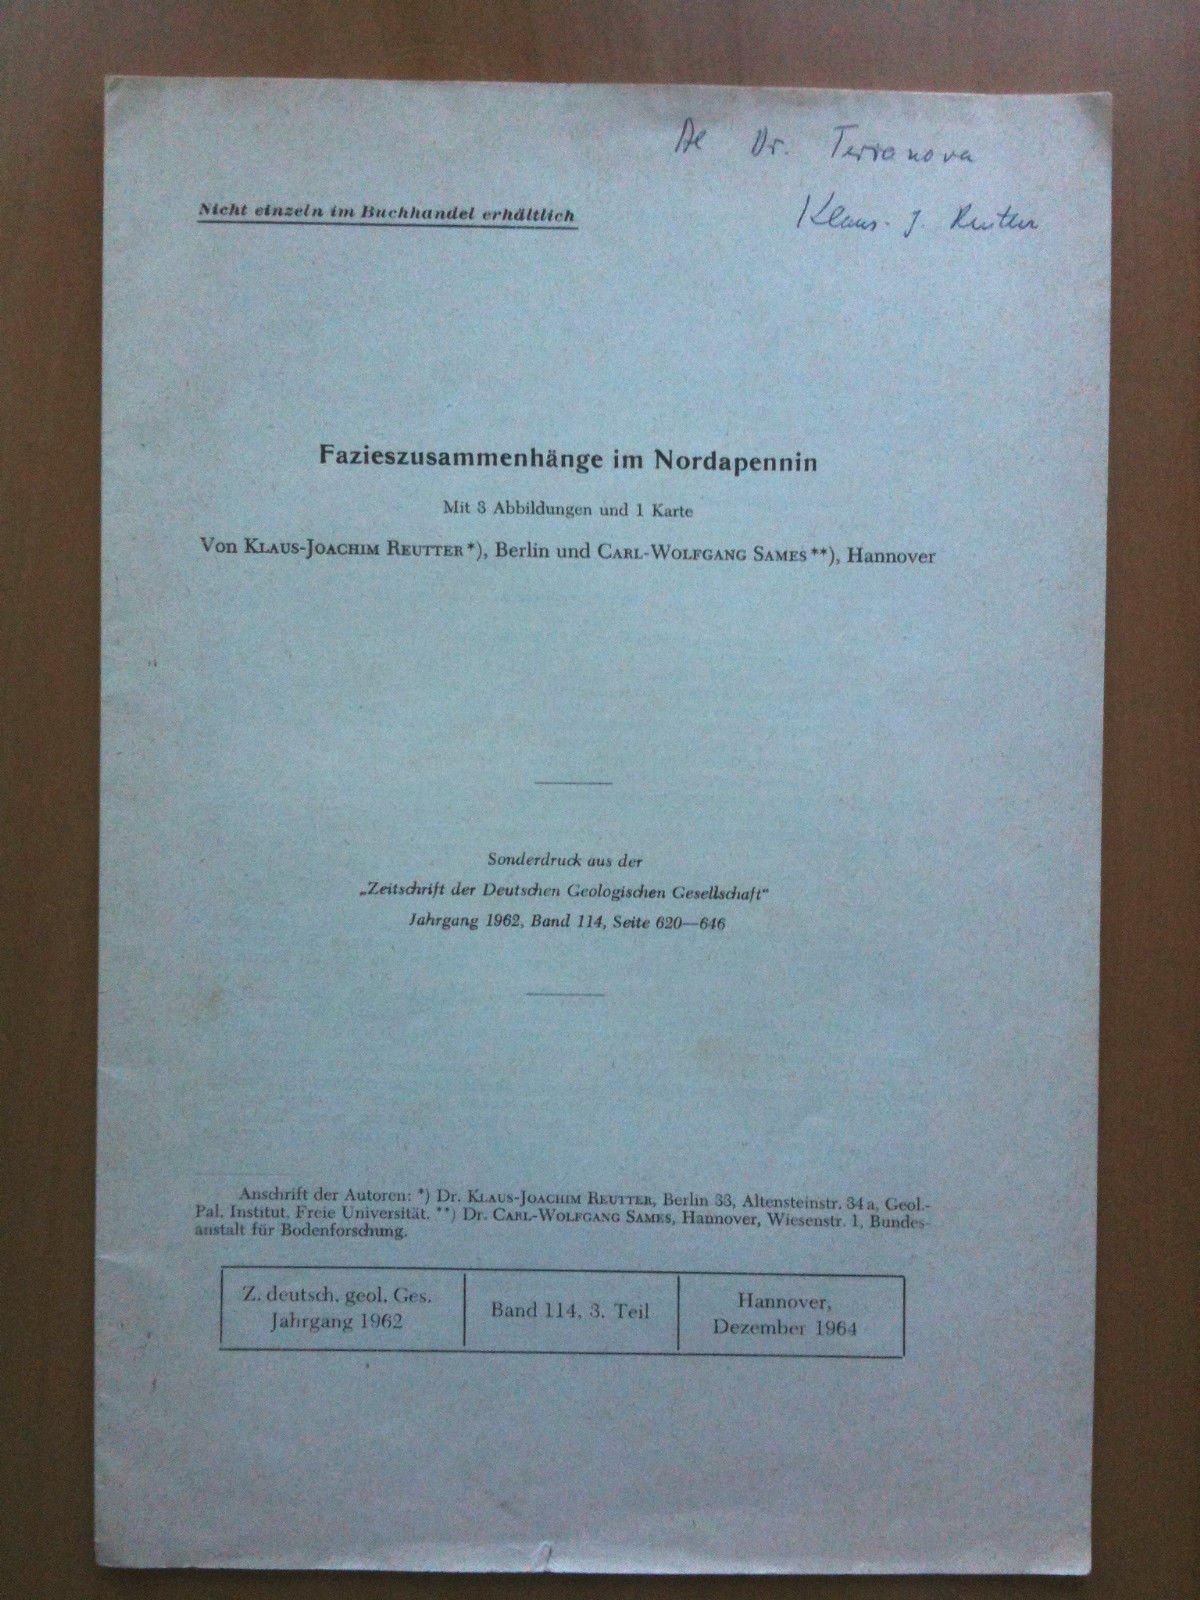 Al Dr. Terranova
Klaus. J. Reutter
Nicht einzeln im Buchhandel erhältlich
Fazieszusammenhänge im Nordapennin
Mit 3 Abbildungen und 1 Karte
Von KLAUS-JOACHIM REUTTER*), Berlin und CARL-WOLFGANG SAMES**), Hannover
Sonderdruck aus der
„Zeitschrift der Deutschen Geologischen Gesellschaft"
Jahrgang 1962, Band 114, Seite 620—646
Anschrift der Autoren: *) Dr. KLAUS-JOACHIM REUTTER, Berlin 33, Altensteinstr. 34a, Geol.-
Pal. Institut, Freie Universität. **) Dr. CARL-WOLFGANG SAMES, Hannover, Wiesenstr. 1, Bundes-
anstalt für Bodenforschung.
Z. deutsch. geol. Ges.
Jahrgang 1962
Band 114, 3. Teil
Hannover,
Dezember 1964